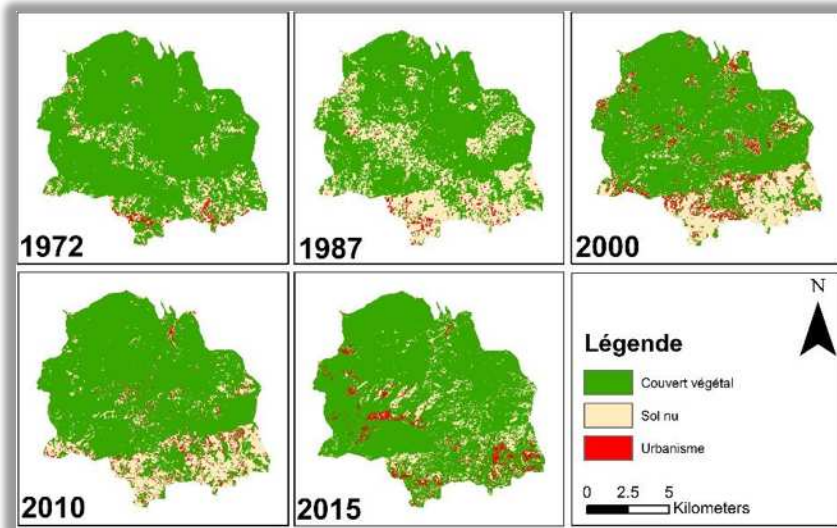 1972
1987
2000
2010
2015
N
Légende
Couvert végétal
Sol nu
Urbanisme
0 2.5 5
Kilometers